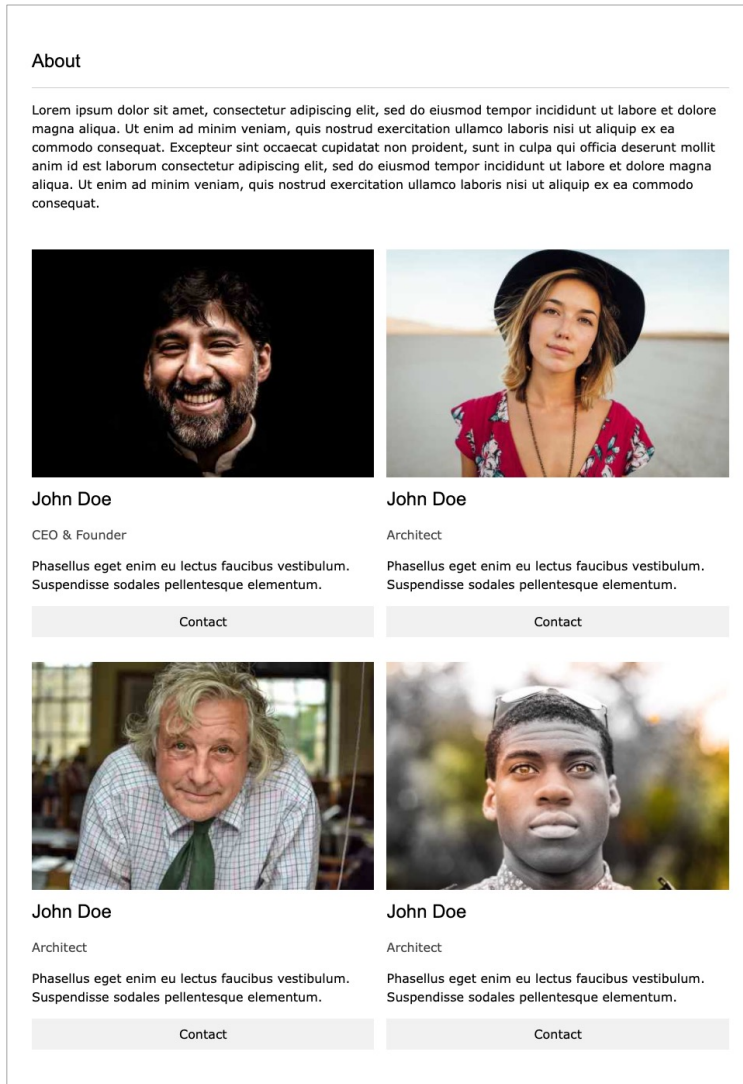 About
Lorem ipsum dolor sit amet, consectetur adipiscing elit, sed do eiusmod tempor incididunt ut labore et dolore
magna aliqua. Ut enim ad minim veniam, quis nostrud exercitation ullamco laboris nisi ut aliquip ex ea
commodo consequat. Excepteur sint occaecat cupidatat non proident, sunt in culpa qui officia deserunt mollit
anim id est laborum consectetur adipiscing elit, sed do eiusmod tempor incididunt ut labore et dolore magna
aliqua. Ut enim ad minim veniam, quis nostrud exercitation ullamco laboris nisi ut aliquip ex ea commodo
consequat.
John Doe
CEO & Founder
Phasellus eget enim eu lectus faucibus vestibulum.
Suspendisse sodales pellentesque elementum.
Contact
John Doe
Architect
Phasellus eget enim eu lectus faucibus vestibulum.
Suspendisse sodales pellentesque elementum.
Contact
John Doe
Architect
Phasellus eget enim eu lectus faucibus vestibulum.
Suspendisse sodales pellentesque elementum.
Contact
John Doe
Architect
Phasellus eget enim eu lectus faucibus vestibulum.
Suspendisse sodales pellentesque elementum.
Contact